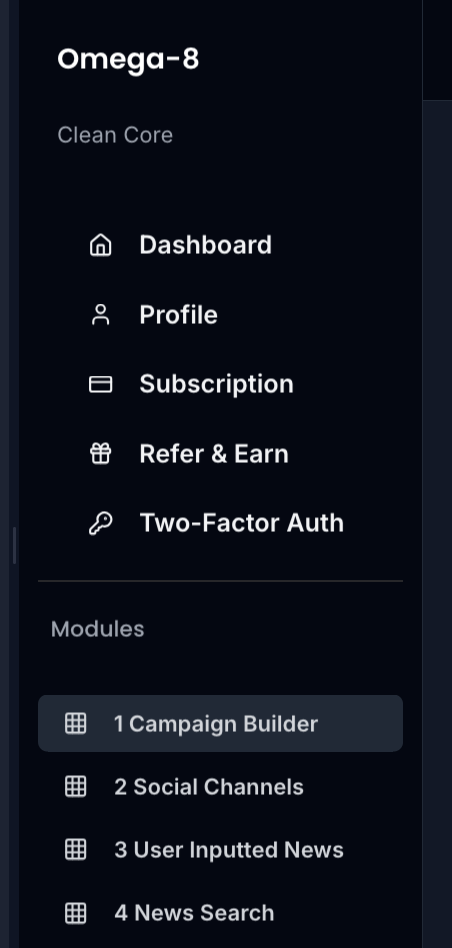 Omega-8
Clean Core
Dashboard
Profile
Subscription
Refer & Earn
Two-Factor Auth
Modules
1 Campaign Builder
2 Social Channels
3 User Inputted News
4 News Search